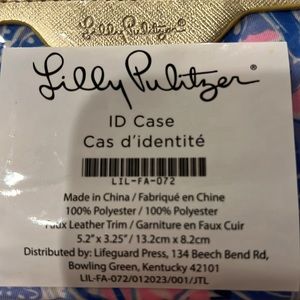 Lilly Pulitzer®
Lilly Pulitzer®
ID Case
Cas d'identité
LIL-FA-072
Made in China / Fabriqué en Chine
100% Polyester / 100% Polyester
Faux Leather Trim / Garniture en Faux Cuir
5.2" x 3.25" / 13.2cm x 8.2cm
Distributed by: Lifeguard Press, 134 Beech Bend Rd,
Bowling Green, Kentucky 42101
LIL-FA-072/012023/001/JTL